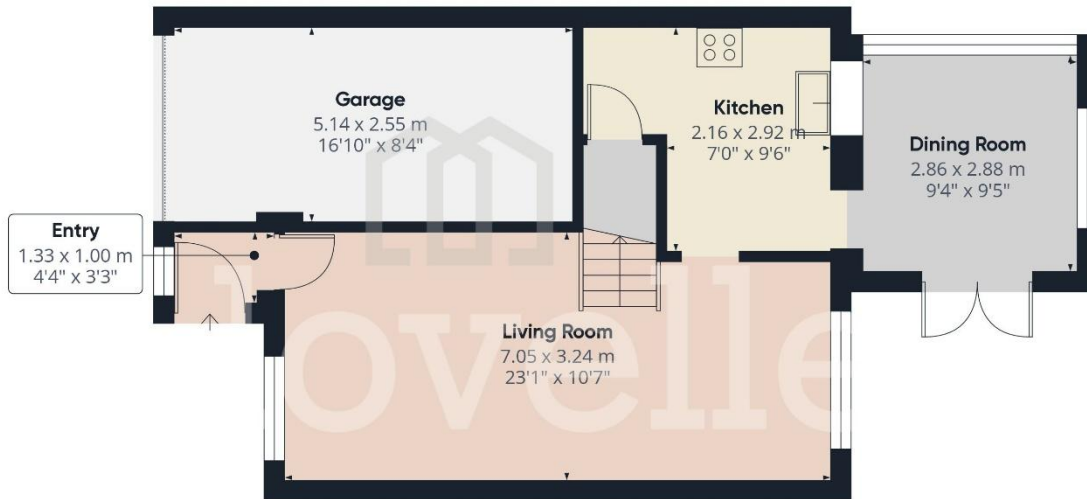 Garage
5.14 x 2.55 m
16'10" x 8'4"
Kitchen
2.16 x 2.92 m
7'0" x 9'6"
Dining Room
2.86 x 2.88 m
9'4" x 9'5"
Entry
1.33 x 1.00 m
4'4" x 3'3"
Living Room
7.05 x 3.24 m
23'1" x 10'7"
lovelle